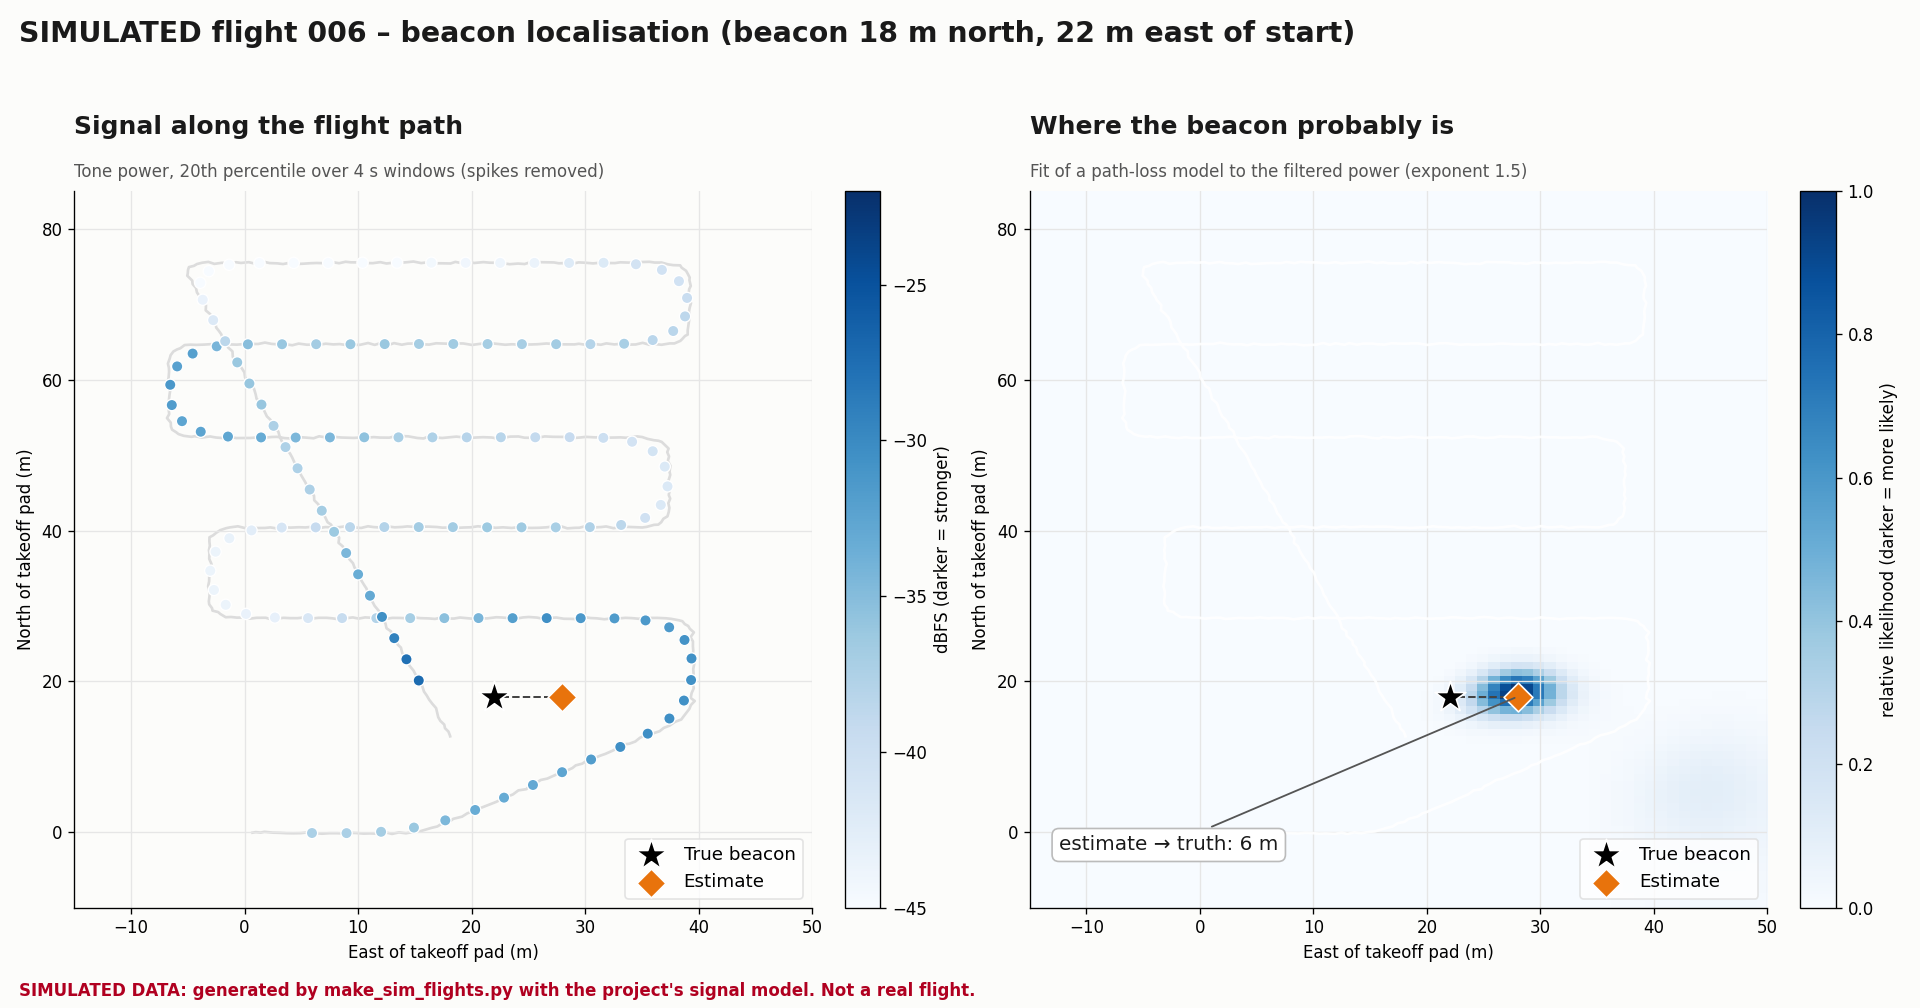 SIMULATED flight 006 – beacon localisation (beacon 18 m north, 22 m east of start)
Signal along the flight path
Tone power, 20th percentile over 4 s windows (spikes removed)
80
60
40
20
0
−10
0
10
20
30
40
50
North of takeoff pad (m)
East of takeoff pad (m)
True beacon
Estimate
−25
−30
−35
−40
−45
dBFS (darker = stronger)
Where the beacon probably is
Fit of a path-loss model to the filtered power (exponent 1.5)
80
60
40
20
0
−10
0
10
20
30
40
50
North of takeoff pad (m)
East of takeoff pad (m)
estimate → truth: 6 m
True beacon
Estimate
1.0
0.8
0.6
0.4
0.2
0.0
relative likelihood (darker = more likely)
SIMULATED DATA: generated by make_sim_flights.py with the project's signal model. Not a real flight.